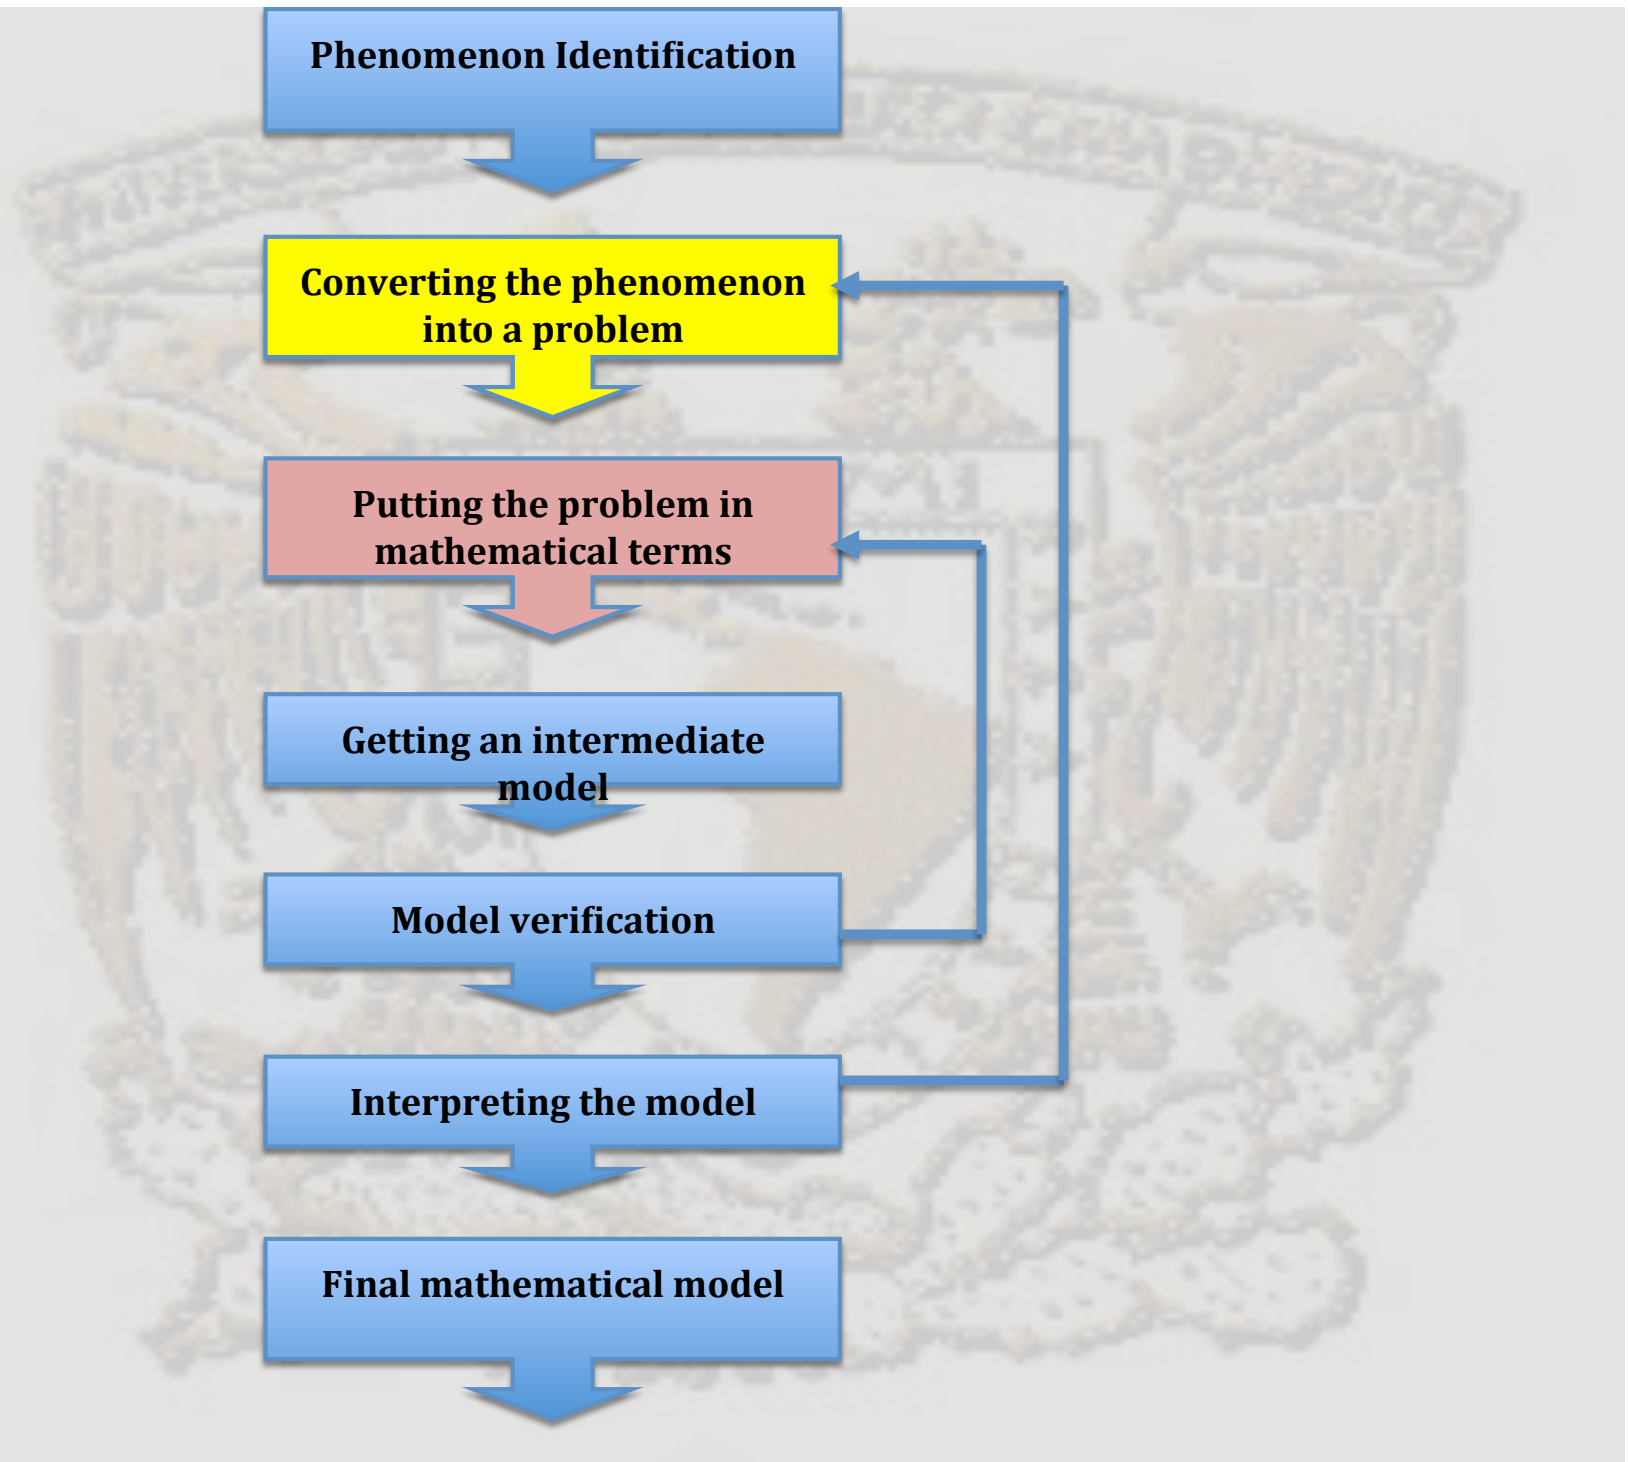 Phenomenon Identification
Converting the phenomenon
into a problem
Putting the problem in
mathematical terms
Getting an intermediate
model
Model verification
Interpreting the model
Final mathematical model